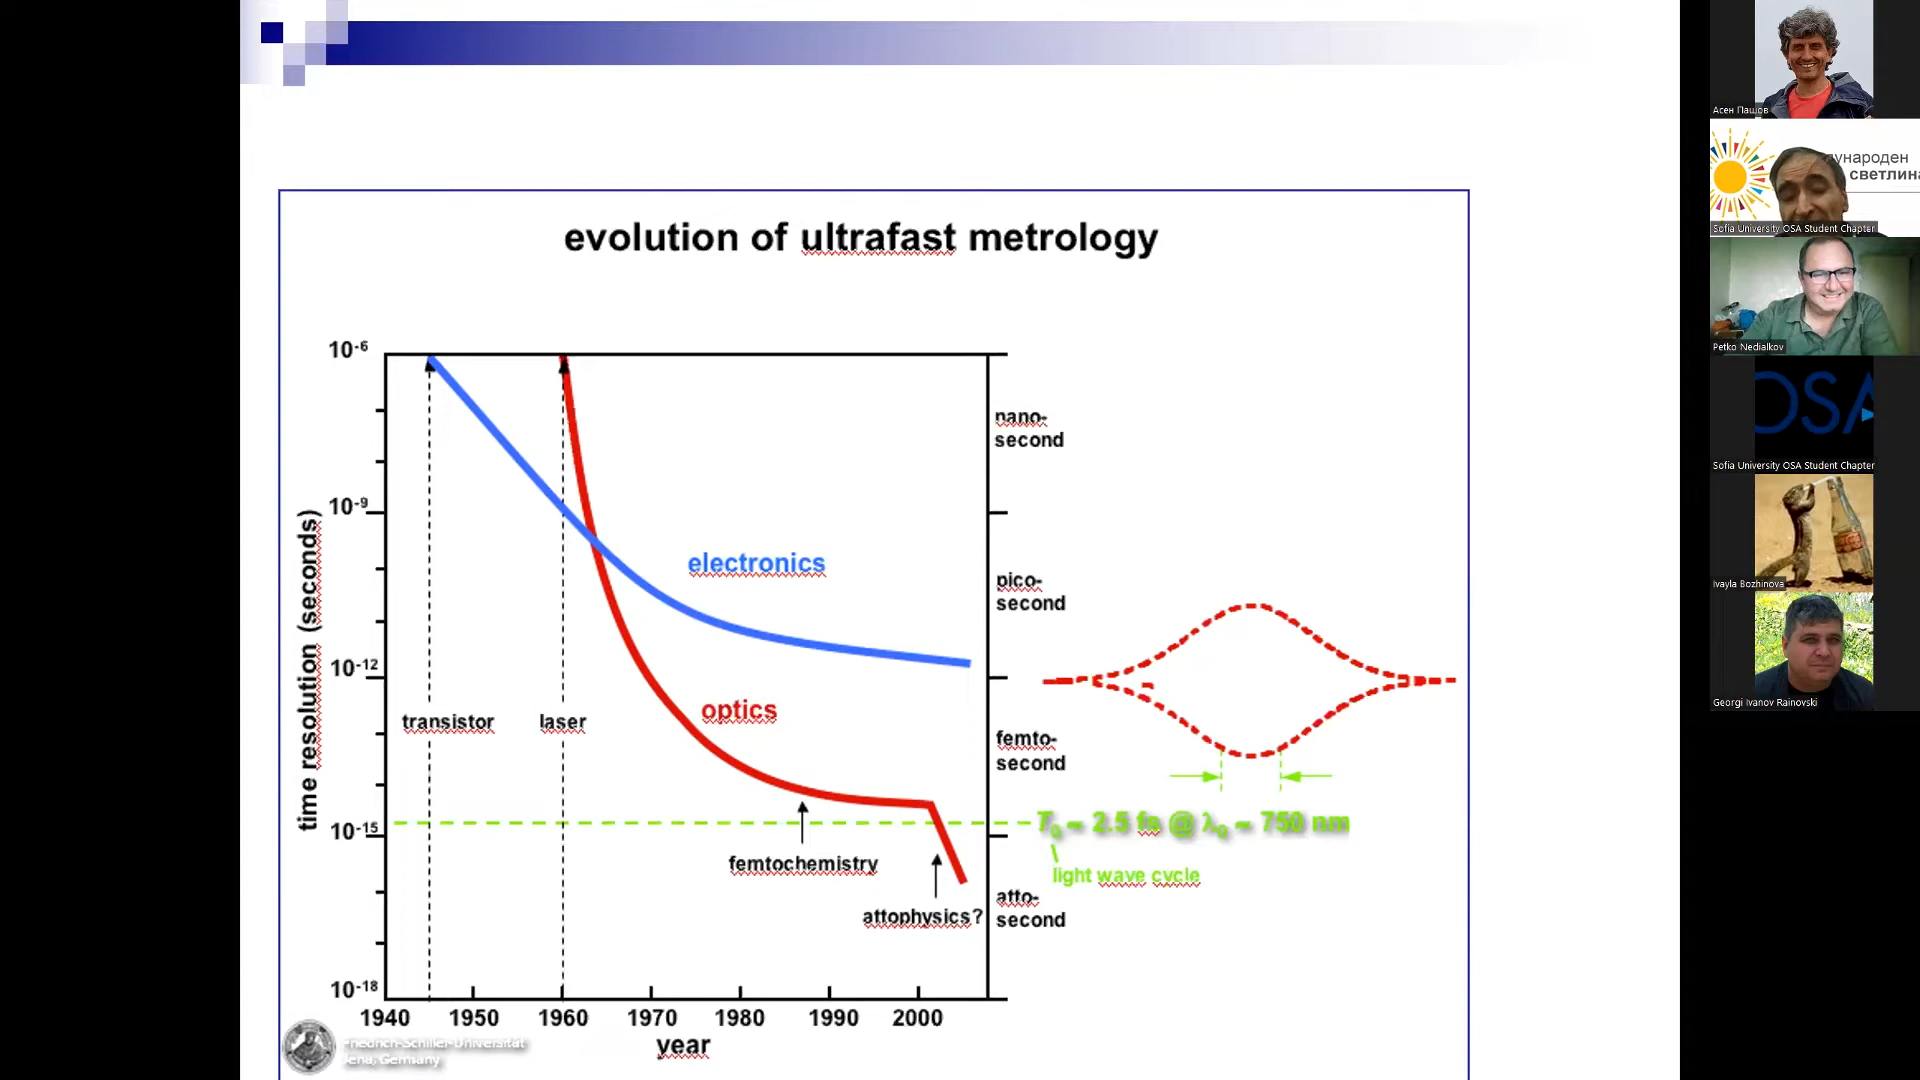 evolution of ultrafast metrology
10-6
10-9
10-12
10-15
10-18
time resolution (seconds)
nano-
second
pico-
second
femto-
second
atto-
second
electronics
optics
transistor
laser
femtochemistry
attophysics?
T0 ~ 2.5 fs @ λ0 ~ 750 nm
light wave cycle
1940 1950 1960 1970 1980 1990 2000
year
Friedrich-Schiller-Universität
Jena, Germany
Асен Пашов
ународен
светлина
Sofia University OSA Student Chapter
Petko Nedialkov
OSA
Sofia University OSA Student Chapter
Ivayla Bozhinova
Georgi Ivanov Rainovski